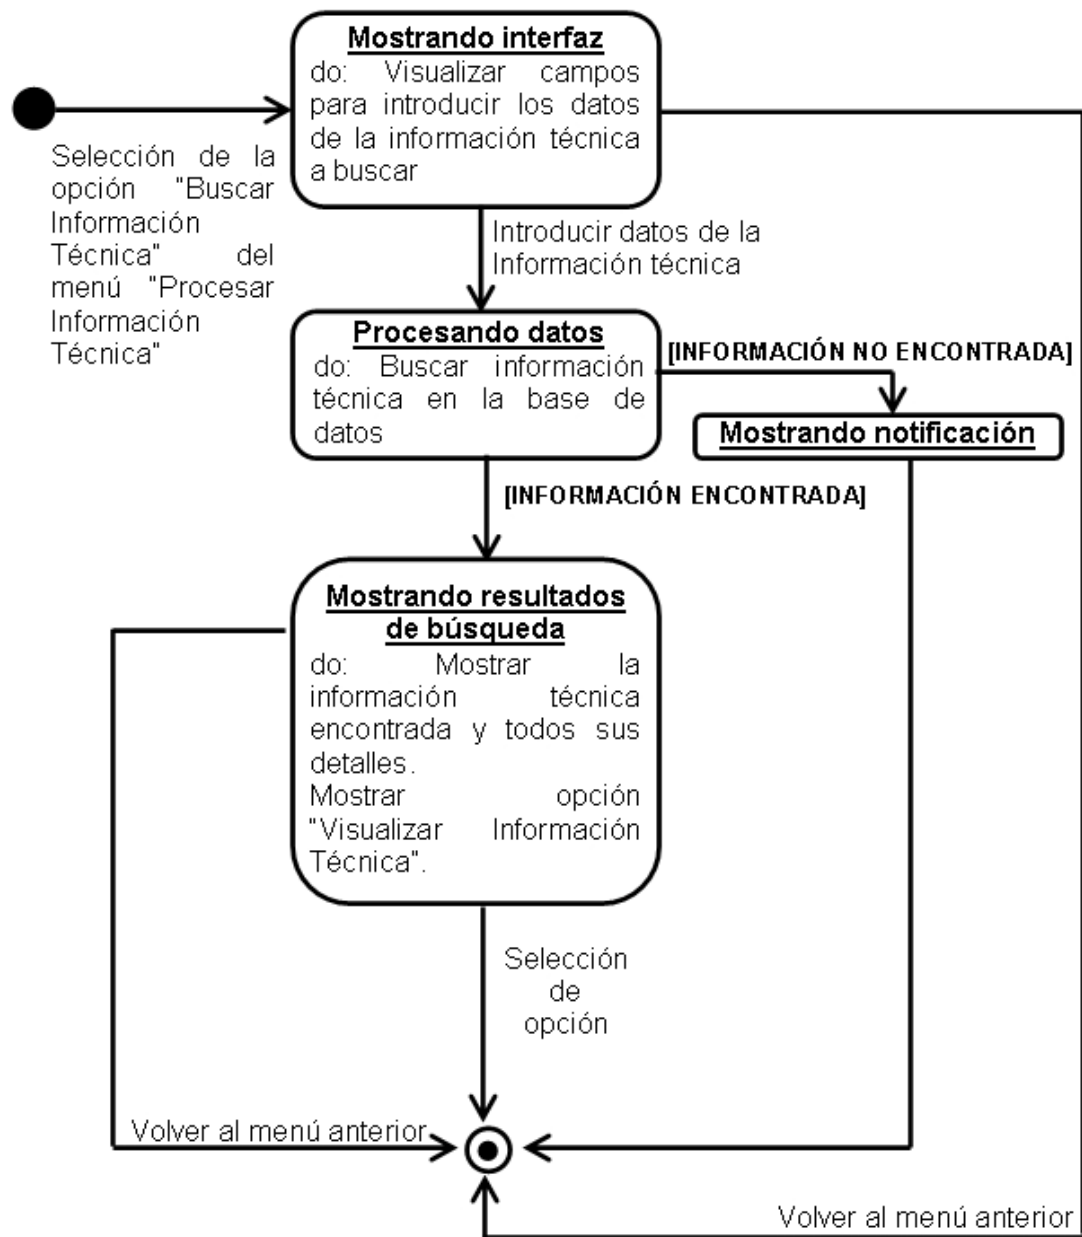 Mostrando interfaz
do: Visualizar campos
para introducir los datos
de la información técnica
a buscar
Selección de la
opción "Buscar
Información
Técnica" del
menú "Procesar
Información
Técnica"
Introducir datos de la
Información técnica
Procesando datos
do: Buscar información
técnica en la base de
datos
[INFORMACIÓN NO ENCONTRADA]
Mostrando notificación
[INFORMACIÓN ENCONTRADA]
Mostrando resultados
de búsqueda
do: Mostrar la
información técnica
encontrada y todos sus
detalles.
Mostrar opción
"Visualizar Información
Técnica".
Selección
de
opción
Volver al menú anterior
Volver al menú anterior